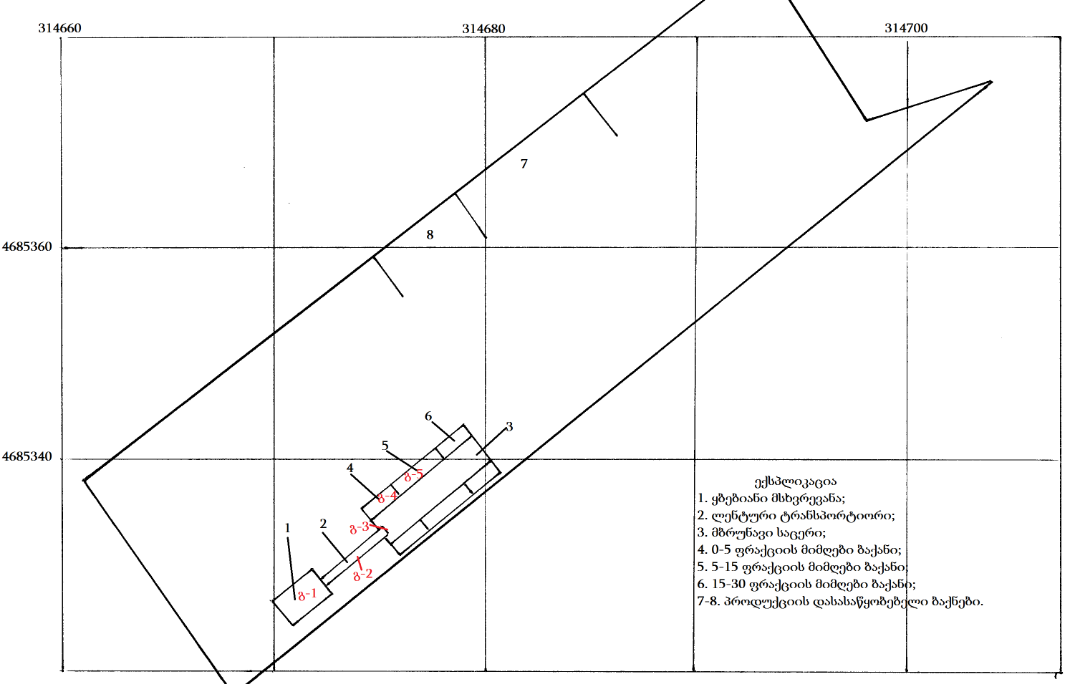 314660 314680 314700
7
4685360
8
6
3
5
4685340
4
გ-5
გ-4
ექსპლიკაცია
1. ყბებიანი მსხვრევანა;
2. ლენტური ტრანსპორტიორი;
3. მბრუნავი საცერი;
4. 0-5 ფრაქციის მიმღები ბაქანი;
5. 5-15 ფრაქციის მიმღები ბაქანი;
6. 15-30 ფრაქციის მიმღები ბაქანი;
7-8. პროდუქციის დასასაწყობებელი ბაქნები.
1
2
გ-3
გ-2
გ-1